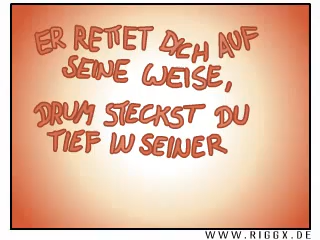 ER RETTET DICH AUF
SEINE WEISE,
DRUM STECKST DU
TIEF IN SEINER
WWW.RIGGX.DE